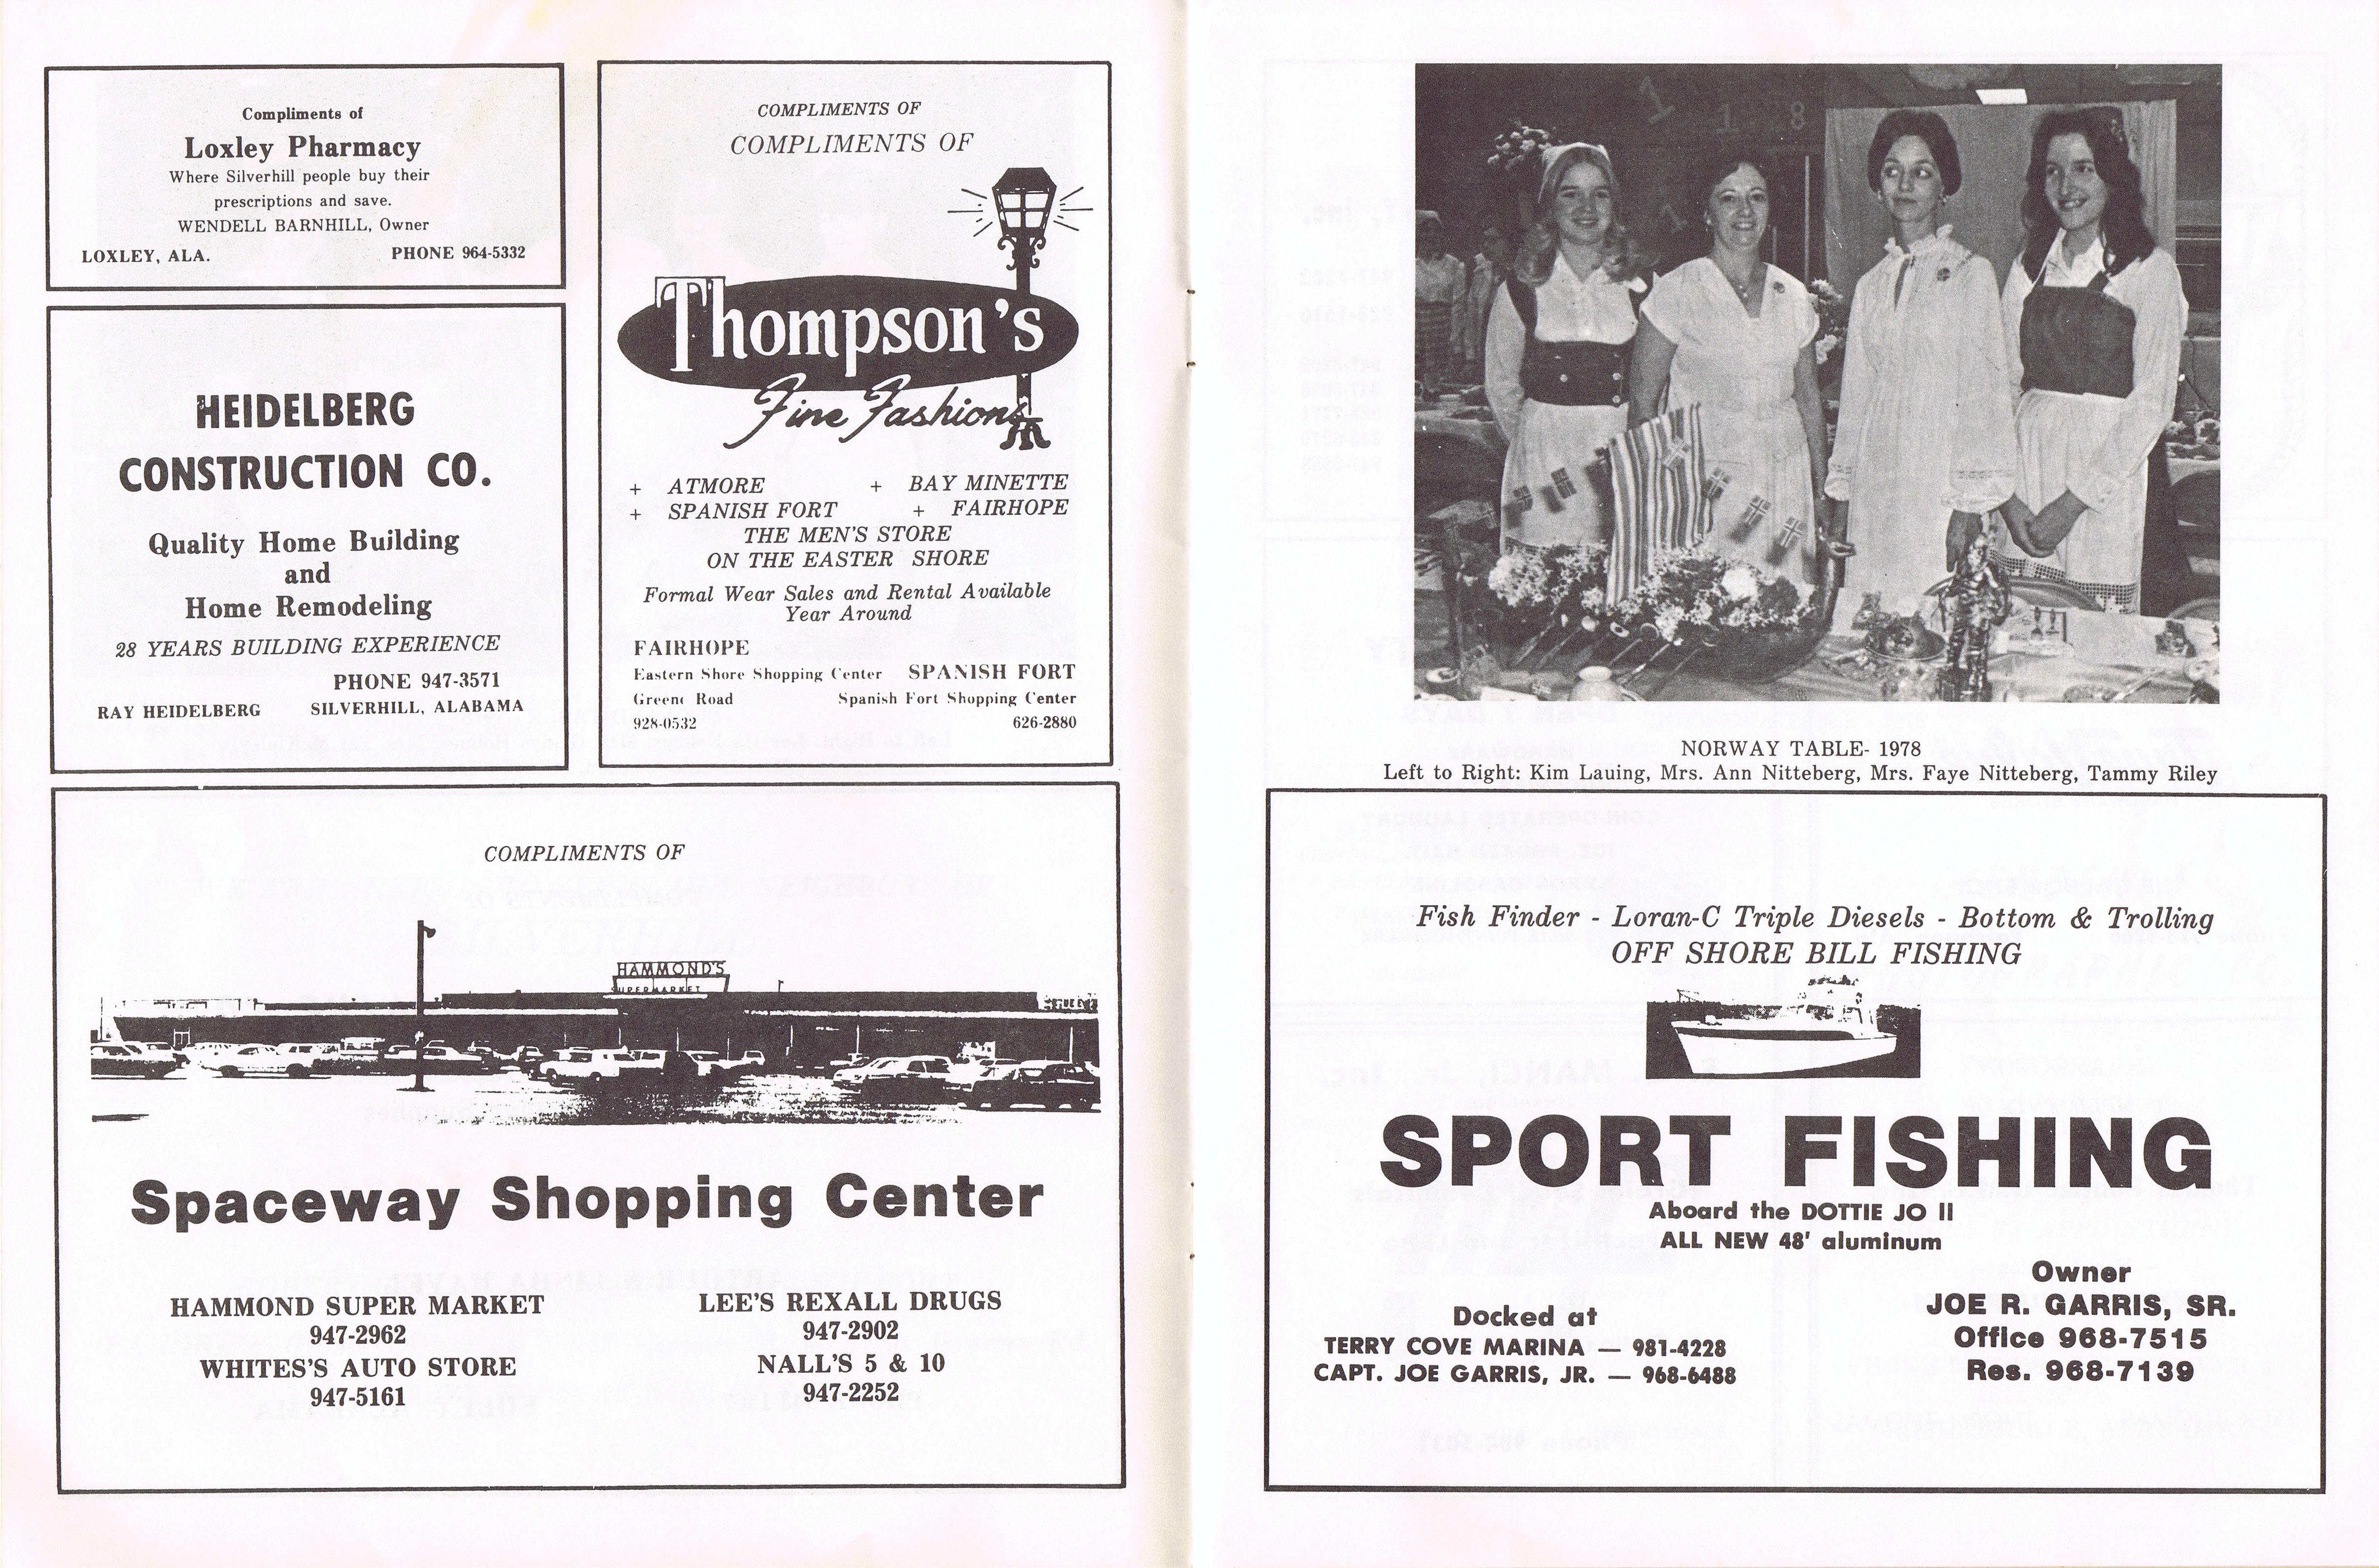 Compliments of
Loxley Pharmacy
Where Silverhill people buy their
prescriptions and save.
WENDELL BARNHILL, Owner
LOXLEY, ALA. PHONE 964-5332
HEIDELBERG
CONSTRUCTION CO.
Quality Home Building
and
Home Remodeling
28 YEARS BUILDING EXPERIENCE
PHONE 947-3571
RAY HEIDELBERG SILVERHILL, ALABAMA
COMPLIMENTS OF
COMPLIMENTS OF
Thompson's
Fine Fashions
+ ATMORE + BAY MINETTE
+ SPANISH FORT + FAIRHOPE
THE MEN'S STORE
ON THE EASTER SHORE
Formal Wear Sales and Rental Available
Year Around
FAIRHOPE
Eastern Shore Shopping Center
Greene Road
928-0532
SPANISH FORT
Spanish Fort Shopping Center
626-2880
COMPLIMENTS OF
HAMMOND'S
SUPERMARKET
Spaceway Shopping Center
HAMMOND SUPER MARKET
947-2962
WHITES'S AUTO STORE
947-5161
LEE'S REXALL DRUGS
947-2902
NALL'S 5 & 10
947-2252
NORWAY TABLE- 1978
Left to Right: Kim Lauing, Mrs. Ann Nitteberg, Mrs. Faye Nitteberg, Tammy Riley
Fish Finder - Loran-C Triple Diesels - Bottom & Trolling
OFF SHORE BILL FISHING
SPORT FISHING
Aboard the DOTTIE JO II
ALL NEW 48' aluminum
Docked at
TERRY COVE MARINA — 981-4228
CAPT. JOE GARRIS, JR. — 968-6488
Owner
JOE R. GARRIS, SR.
Office 968-7515
Res. 968-7139